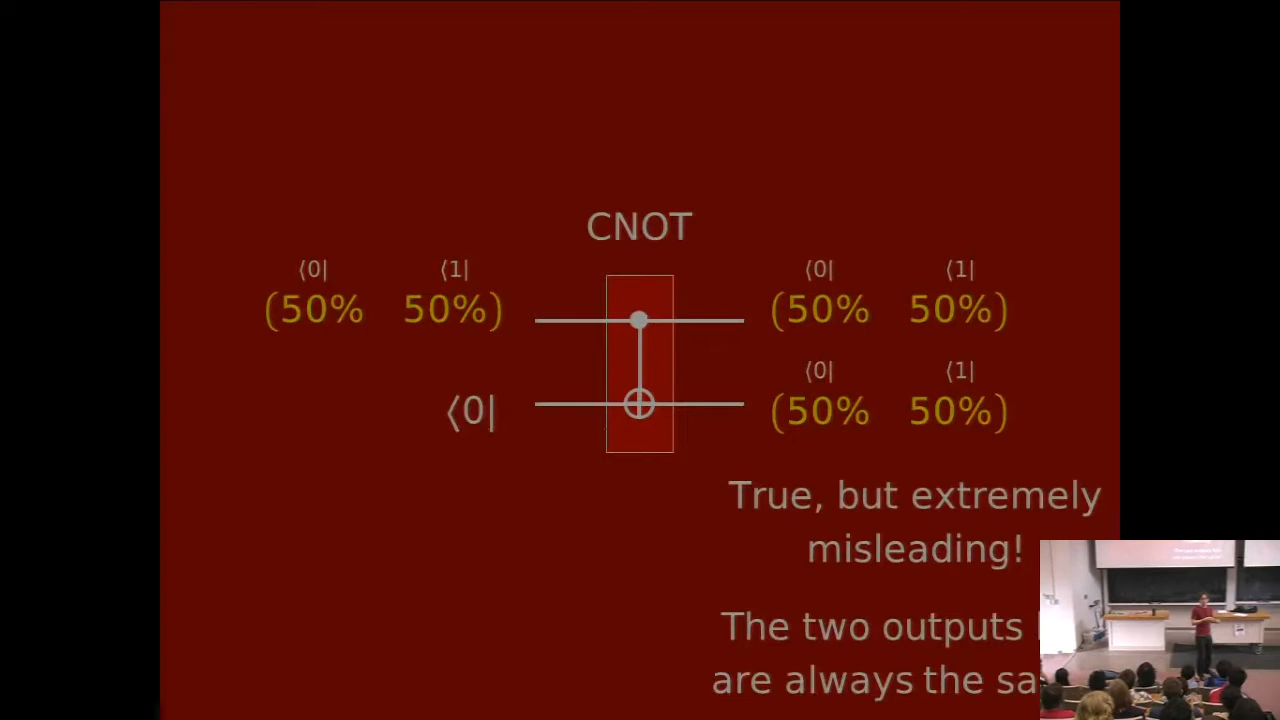 CNOT
⟨0| ⟨1| ⟨0| ⟨1|
(50% 50%) (50% 50%)
⟨0| ⟨1|
⟨0| (50% 50%)
True, but extremely
misleading!
The two outputs
are always the